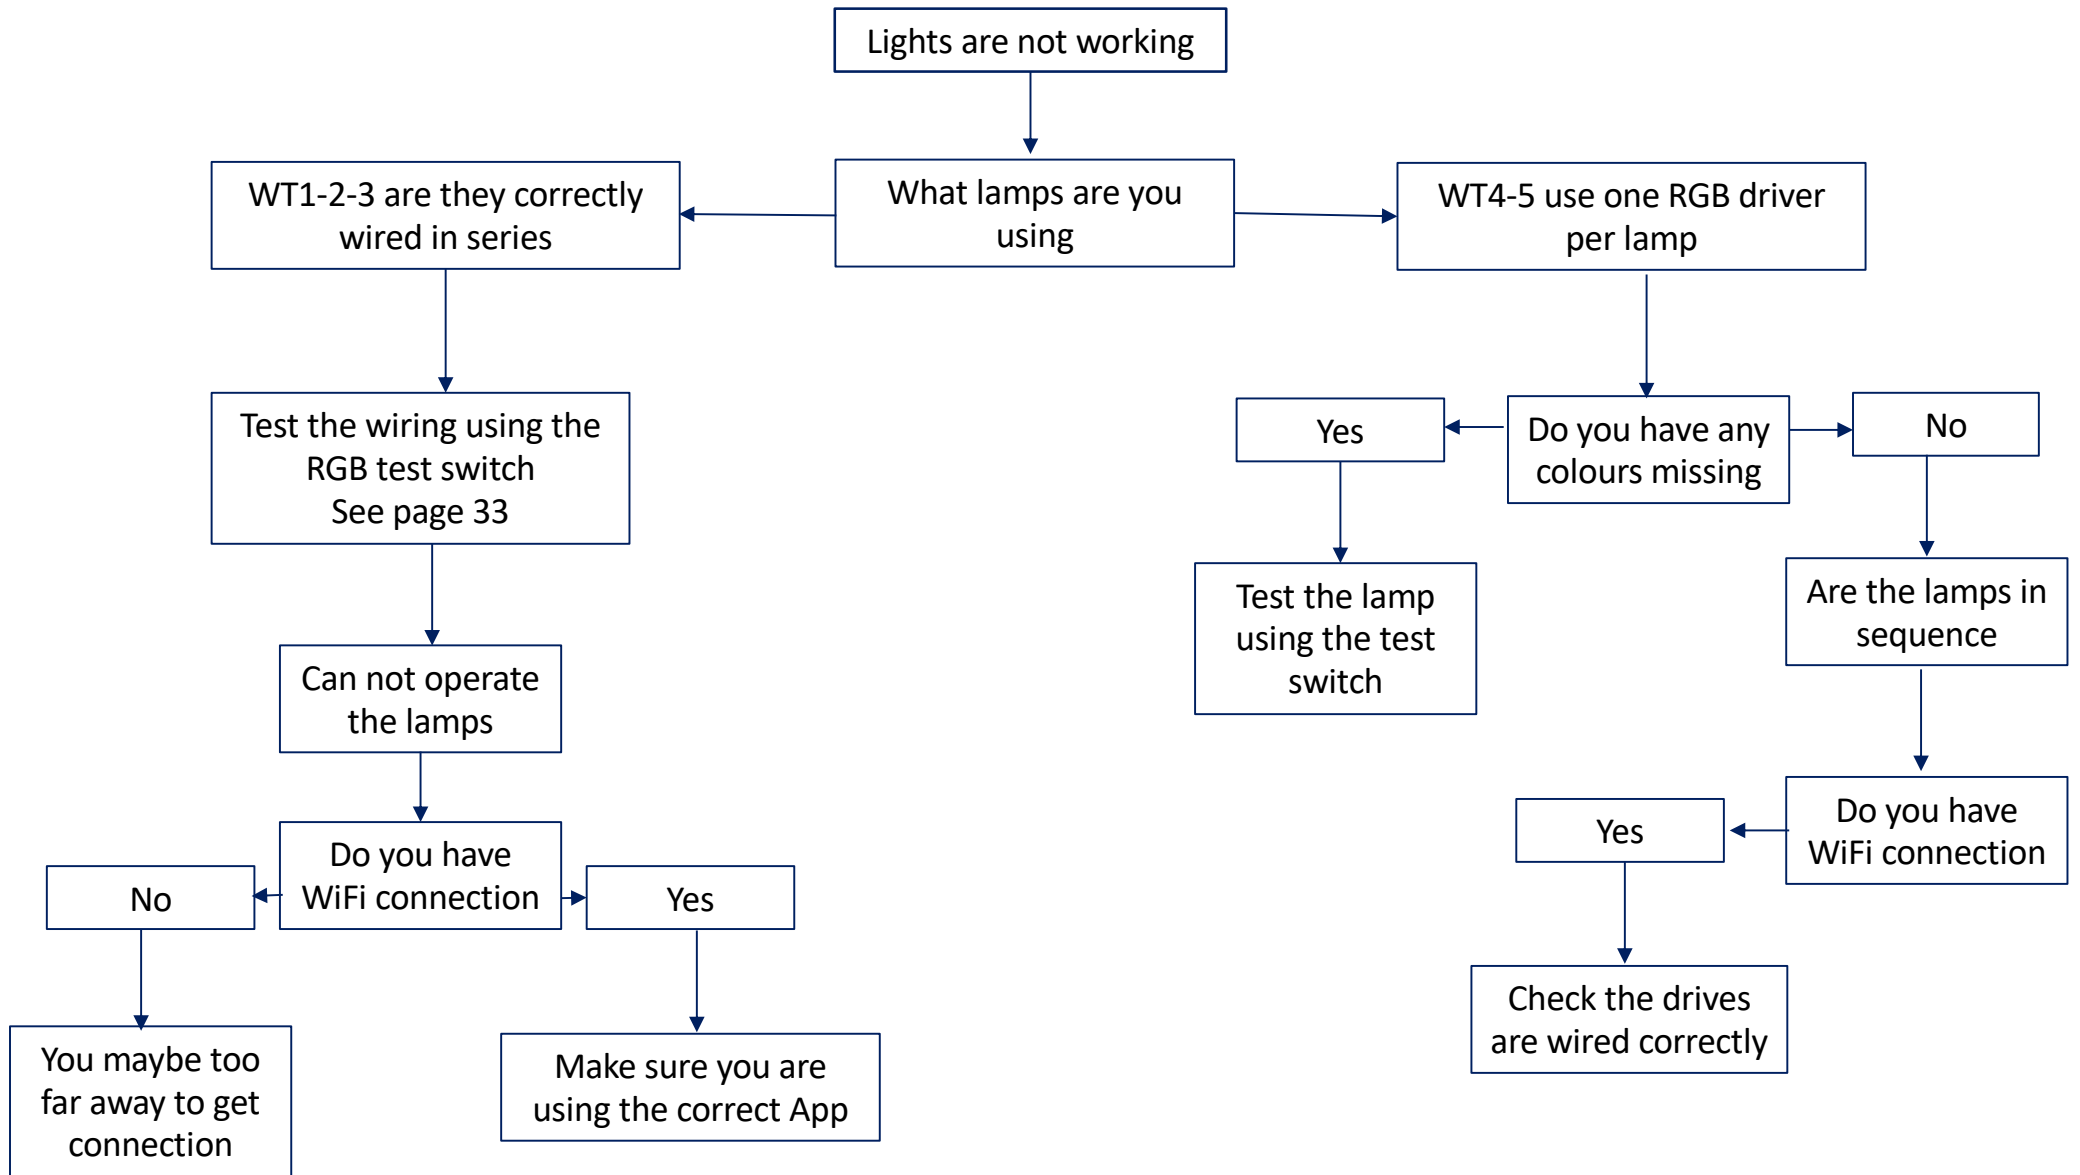 Lights are not working
WT1-2-3 are they correctly
wired in series
What lamps are you
using
WT4-5 use one RGB driver
per lamp
Test the wiring using the
RGB test switch
See page 33
Yes
Do you have any
colours missing
No
Test the lamp
using the test
switch
Are the lamps in
sequence
Can not operate
the lamps
Do you have
WiFi connection
Yes
Do you have
WiFi connection
No
Yes
Check the drives
are wired correctly
You maybe too
far away to get
connection
Make sure you are
using the correct App